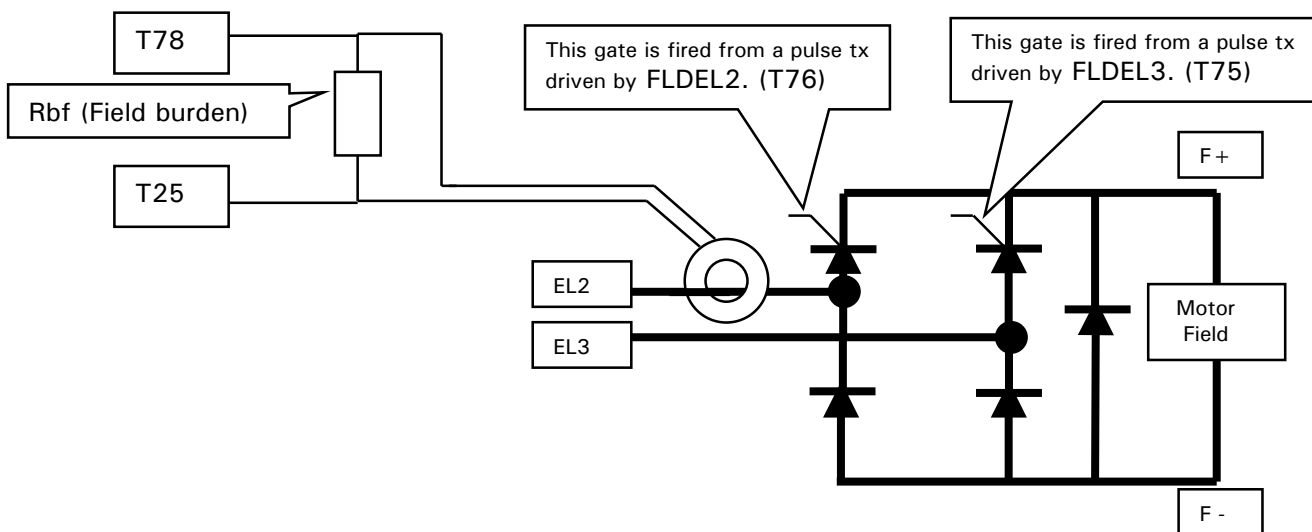 T78
Rbf (Field burden)
T25
This gate is fired from a pulse tx
driven by FLDEL2. (T76)
This gate is fired from a pulse tx
driven by FLDEL3. (T75)
F+
EL2
EL3
Motor
Field
F -